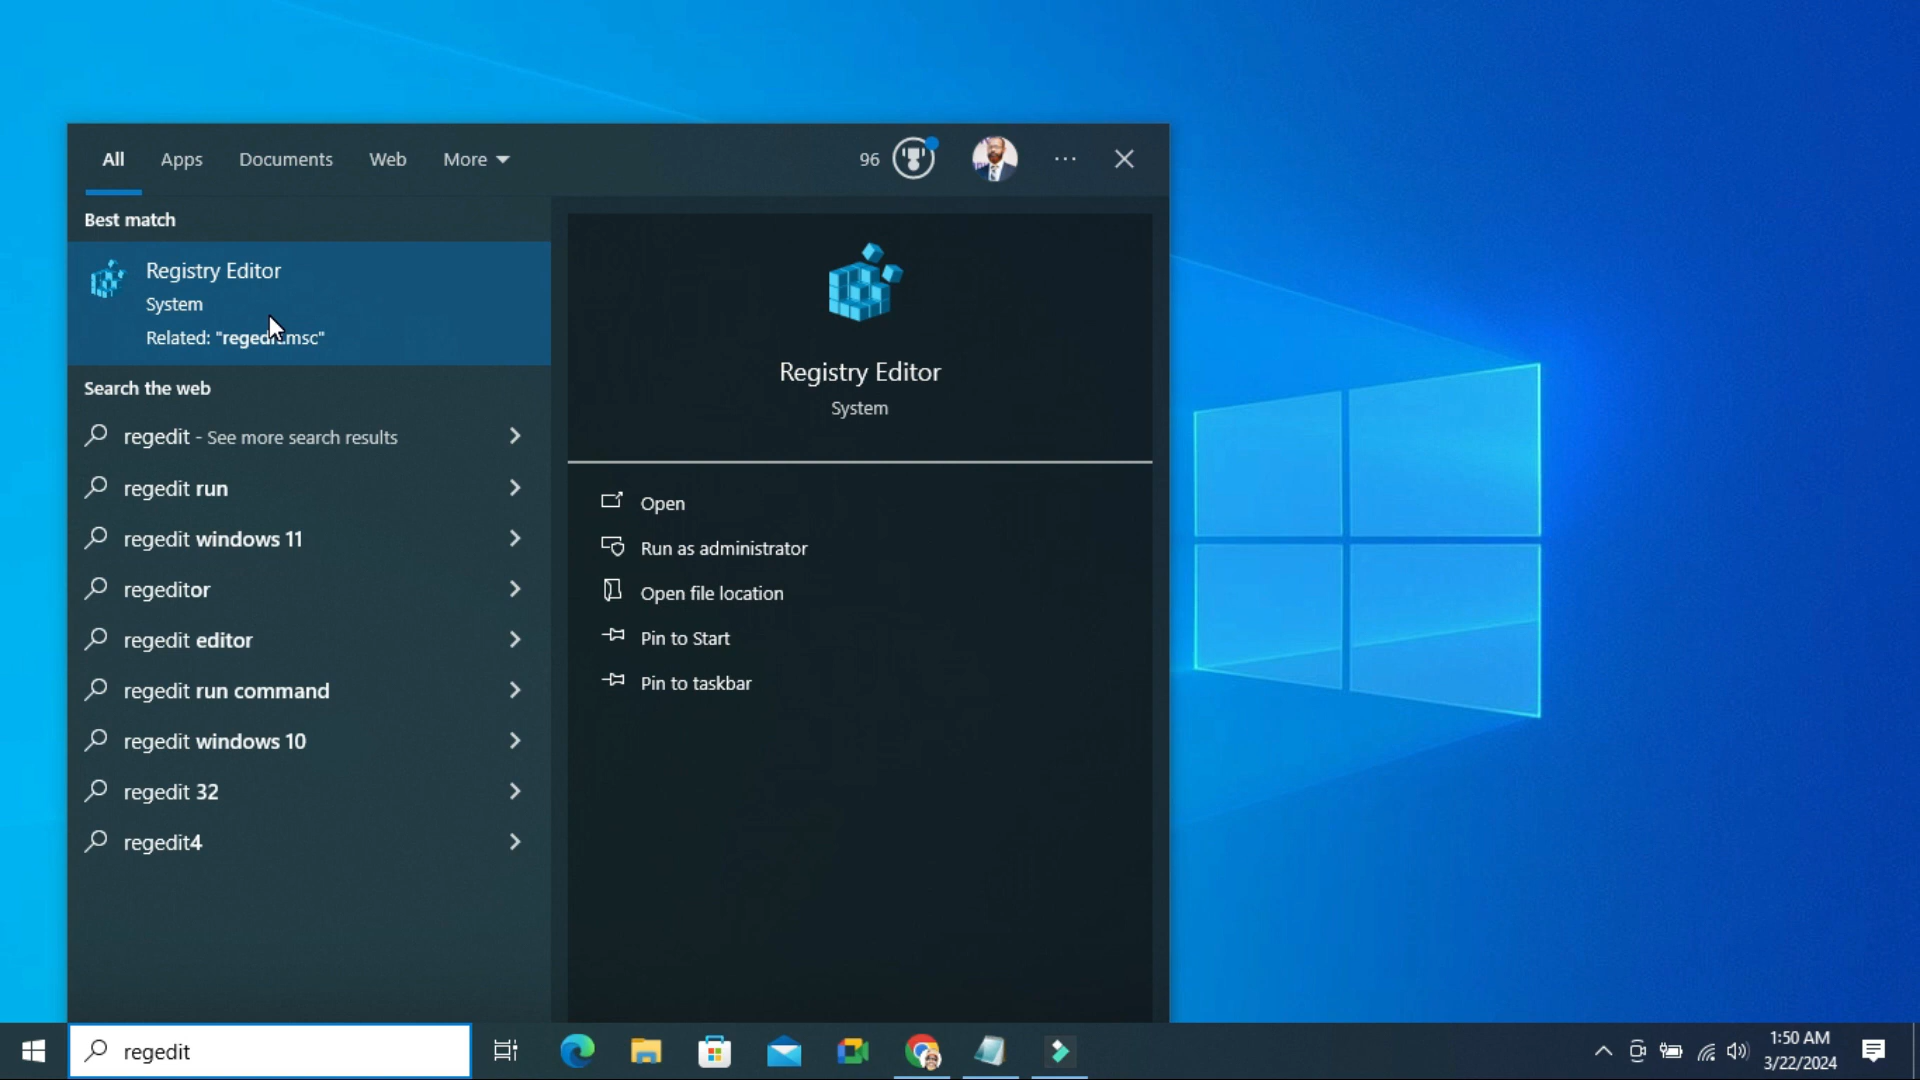 All Apps Documents Web More 96
Best match
Registry Editor
System
Related: "regedit.msc"
Search the web
regedit - See more search results
regedit run
regedit windows 11
regeditor
regedit editor
regedit run command
regedit windows 10
regedit 32
regedit4
Registry Editor
System
Open
Run as administrator
Open file location
Pin to Start
Pin to taskbar
regedit
1:50 AM
3/22/2024